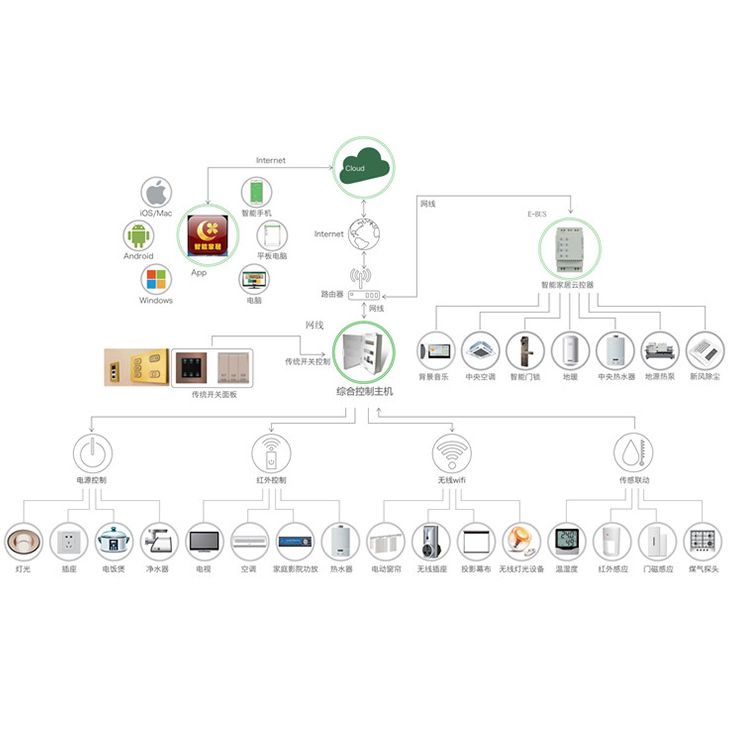 Internet
Cloud
iOS/Mac
智能手机
网线
E-BUS
Android
智能家居
App
平板电脑
Internet
智能家居云控器
Windows
电脑
路由器
网线
网线
传统开关控制
传统开关面板
综合控制主机
背景音乐
中央空调
智能门锁
地暖
中央热水器
地源热泵
新风除尘
电源控制
红外控制
无线wifi
传感联动
灯光
插座
电饭煲
净水器
电视
空调
家庭影院功放
热水器
电动窗帘
无线插座
投影幕布
无线灯光设备
温湿度
红外感应
门磁感应
煤气探头